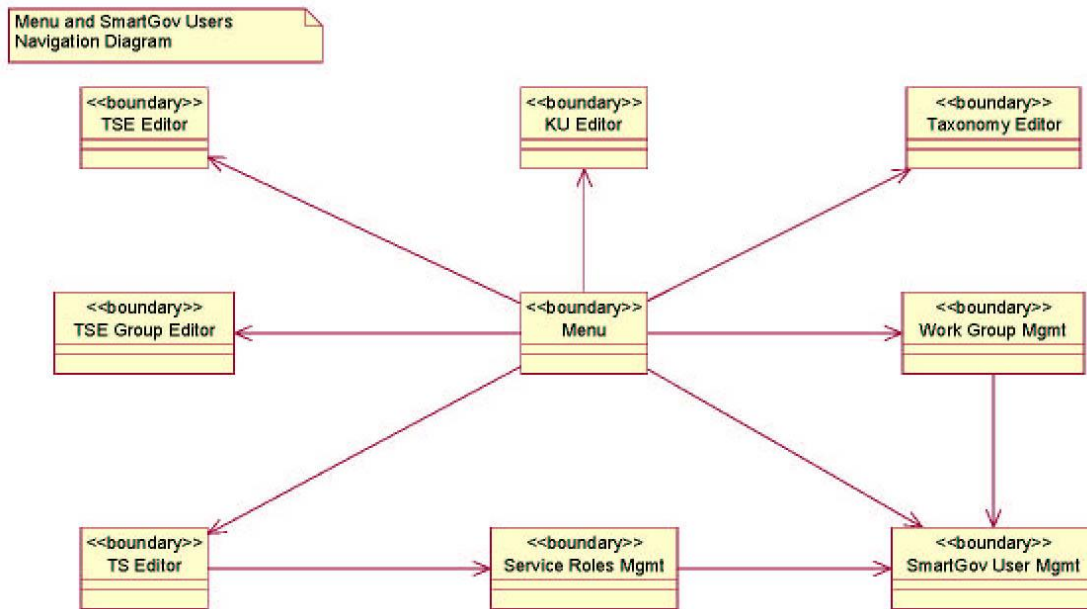 Menu and SmartGov Users
Navigation Diagram
<<boundary>>
TSE Editor
<<boundary>>
KU Editor
<<boundary>>
Taxonomy Editor
<<boundary>>
TSE Group Editor
<<boundary>>
Menu
<<boundary>>
Work Group Mgmt
<<boundary>>
TS Editor
<<boundary>>
Service Roles Mgmt
<<boundary>>
SmartGov User Mgmt